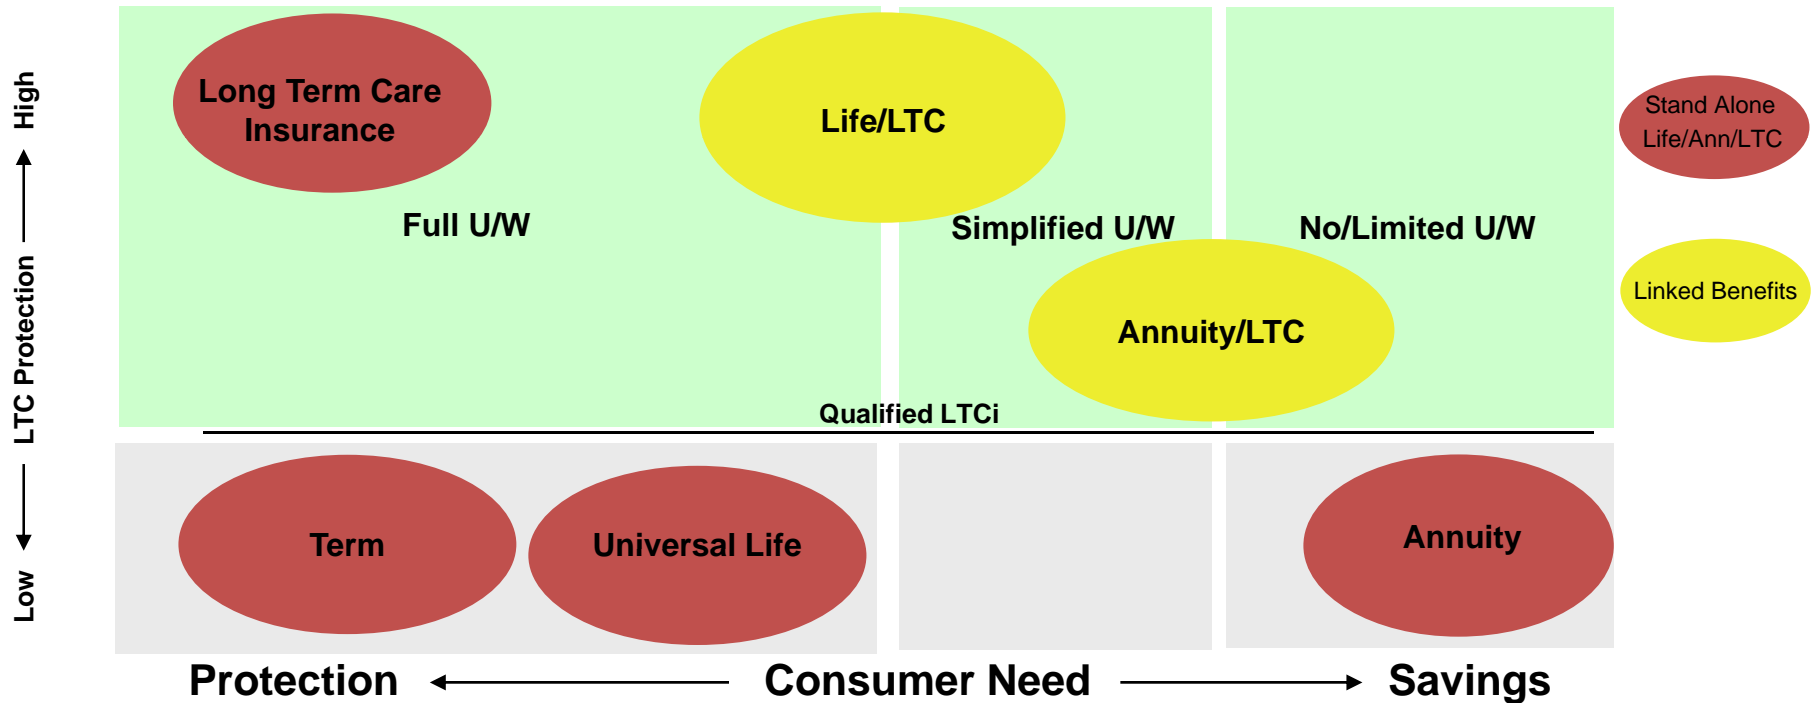 High
LTC Protection
Low
Long Term Care
Insurance
Life/LTC
Full U/W
Simplified U/W
No/Limited U/W
Annuity/LTC
Qualified LTCi
Term
Universal Life
Annuity
Protection
Consumer Need
Savings
Stand Alone
Life/Ann/LTC
Linked Benefits